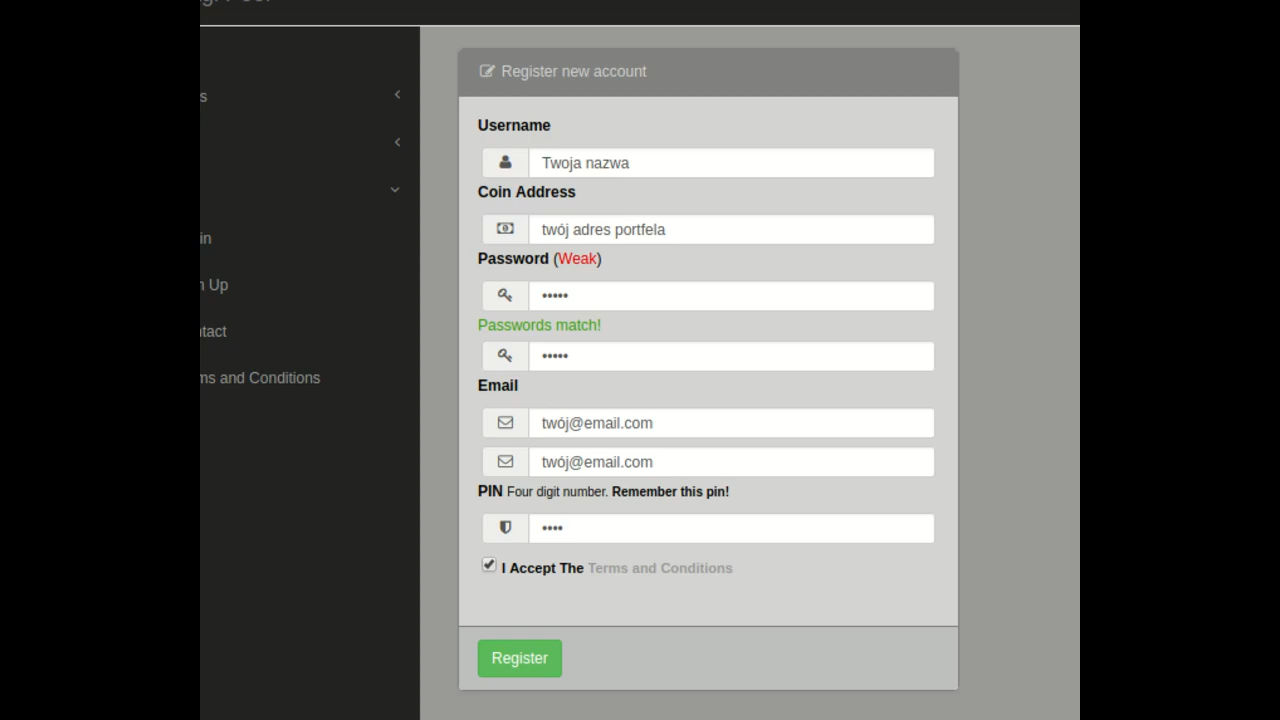 Register new account
Username
Twoja nazwa
Coin Address
twój adres portfela
Password (Weak)
•••••
Passwords match!
•••••
Email
twój@email.com
twój@email.com
PIN Four digit number. Remember this pin!
••••
I Accept The Terms and Conditions
Register
s
in
n Up
ntact
ms and Conditions